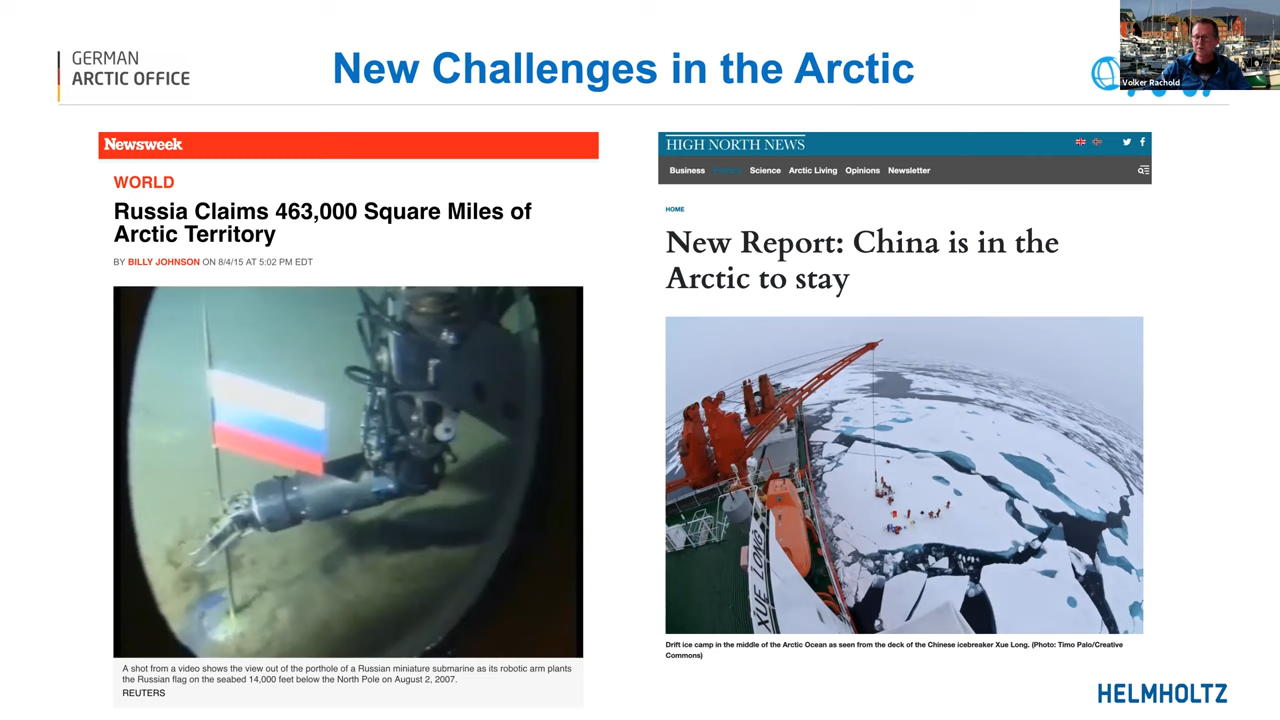 GERMAN
ARCTIC OFFICE
New Challenges in the Arctic
Volker Rachold
Newsweek
WORLD
Russia Claims 463,000 Square Miles of
Arctic Territory
BY BILLY JOHNSON ON 8/4/15 AT 5:02 PM EDT
A shot from a video shows the view out of the porthole of a Russian miniature submarine as its robotic arm plants
the Russian flag on the seabed 14,000 feet below the North Pole on August 2, 2007.
REUTERS
HIGH NORTH NEWS
Business Science Arctic Living Opinions Newsletter
HOME
New Report: China is in the
Arctic to stay
XUE LONG
Drift ice camp in the middle of the Arctic Ocean as seen from the deck of the Chinese icebreaker Xue Long. (Photo: Timo Palo/Creative
Commons)
HELMHOLTZ